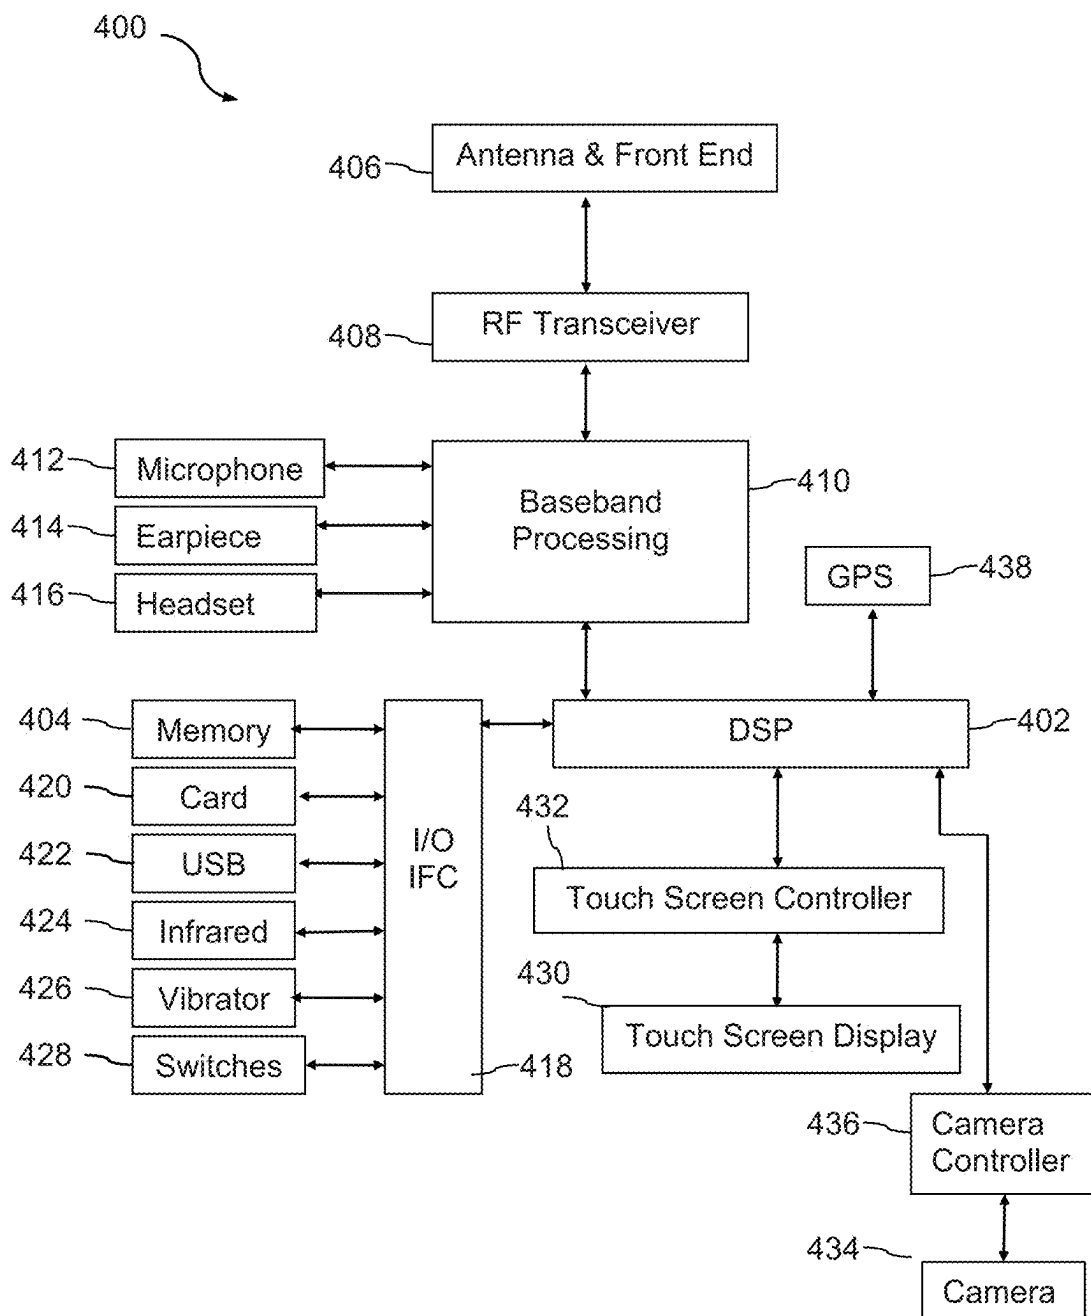 400
Antenna & Front End
406
RF Transceiver
408
412
Microphone
Baseband
Processing
410
414
Earpiece
416
Headset
GPS
438
404
Memory
DSP
402
420
Card
432
I/O
IFC
422
USB
Touch Screen Controller
424
Infrared
430
426
Vibrator
Touch Screen Display
428
Switches
418
436
Camera
Controller
434
Camera